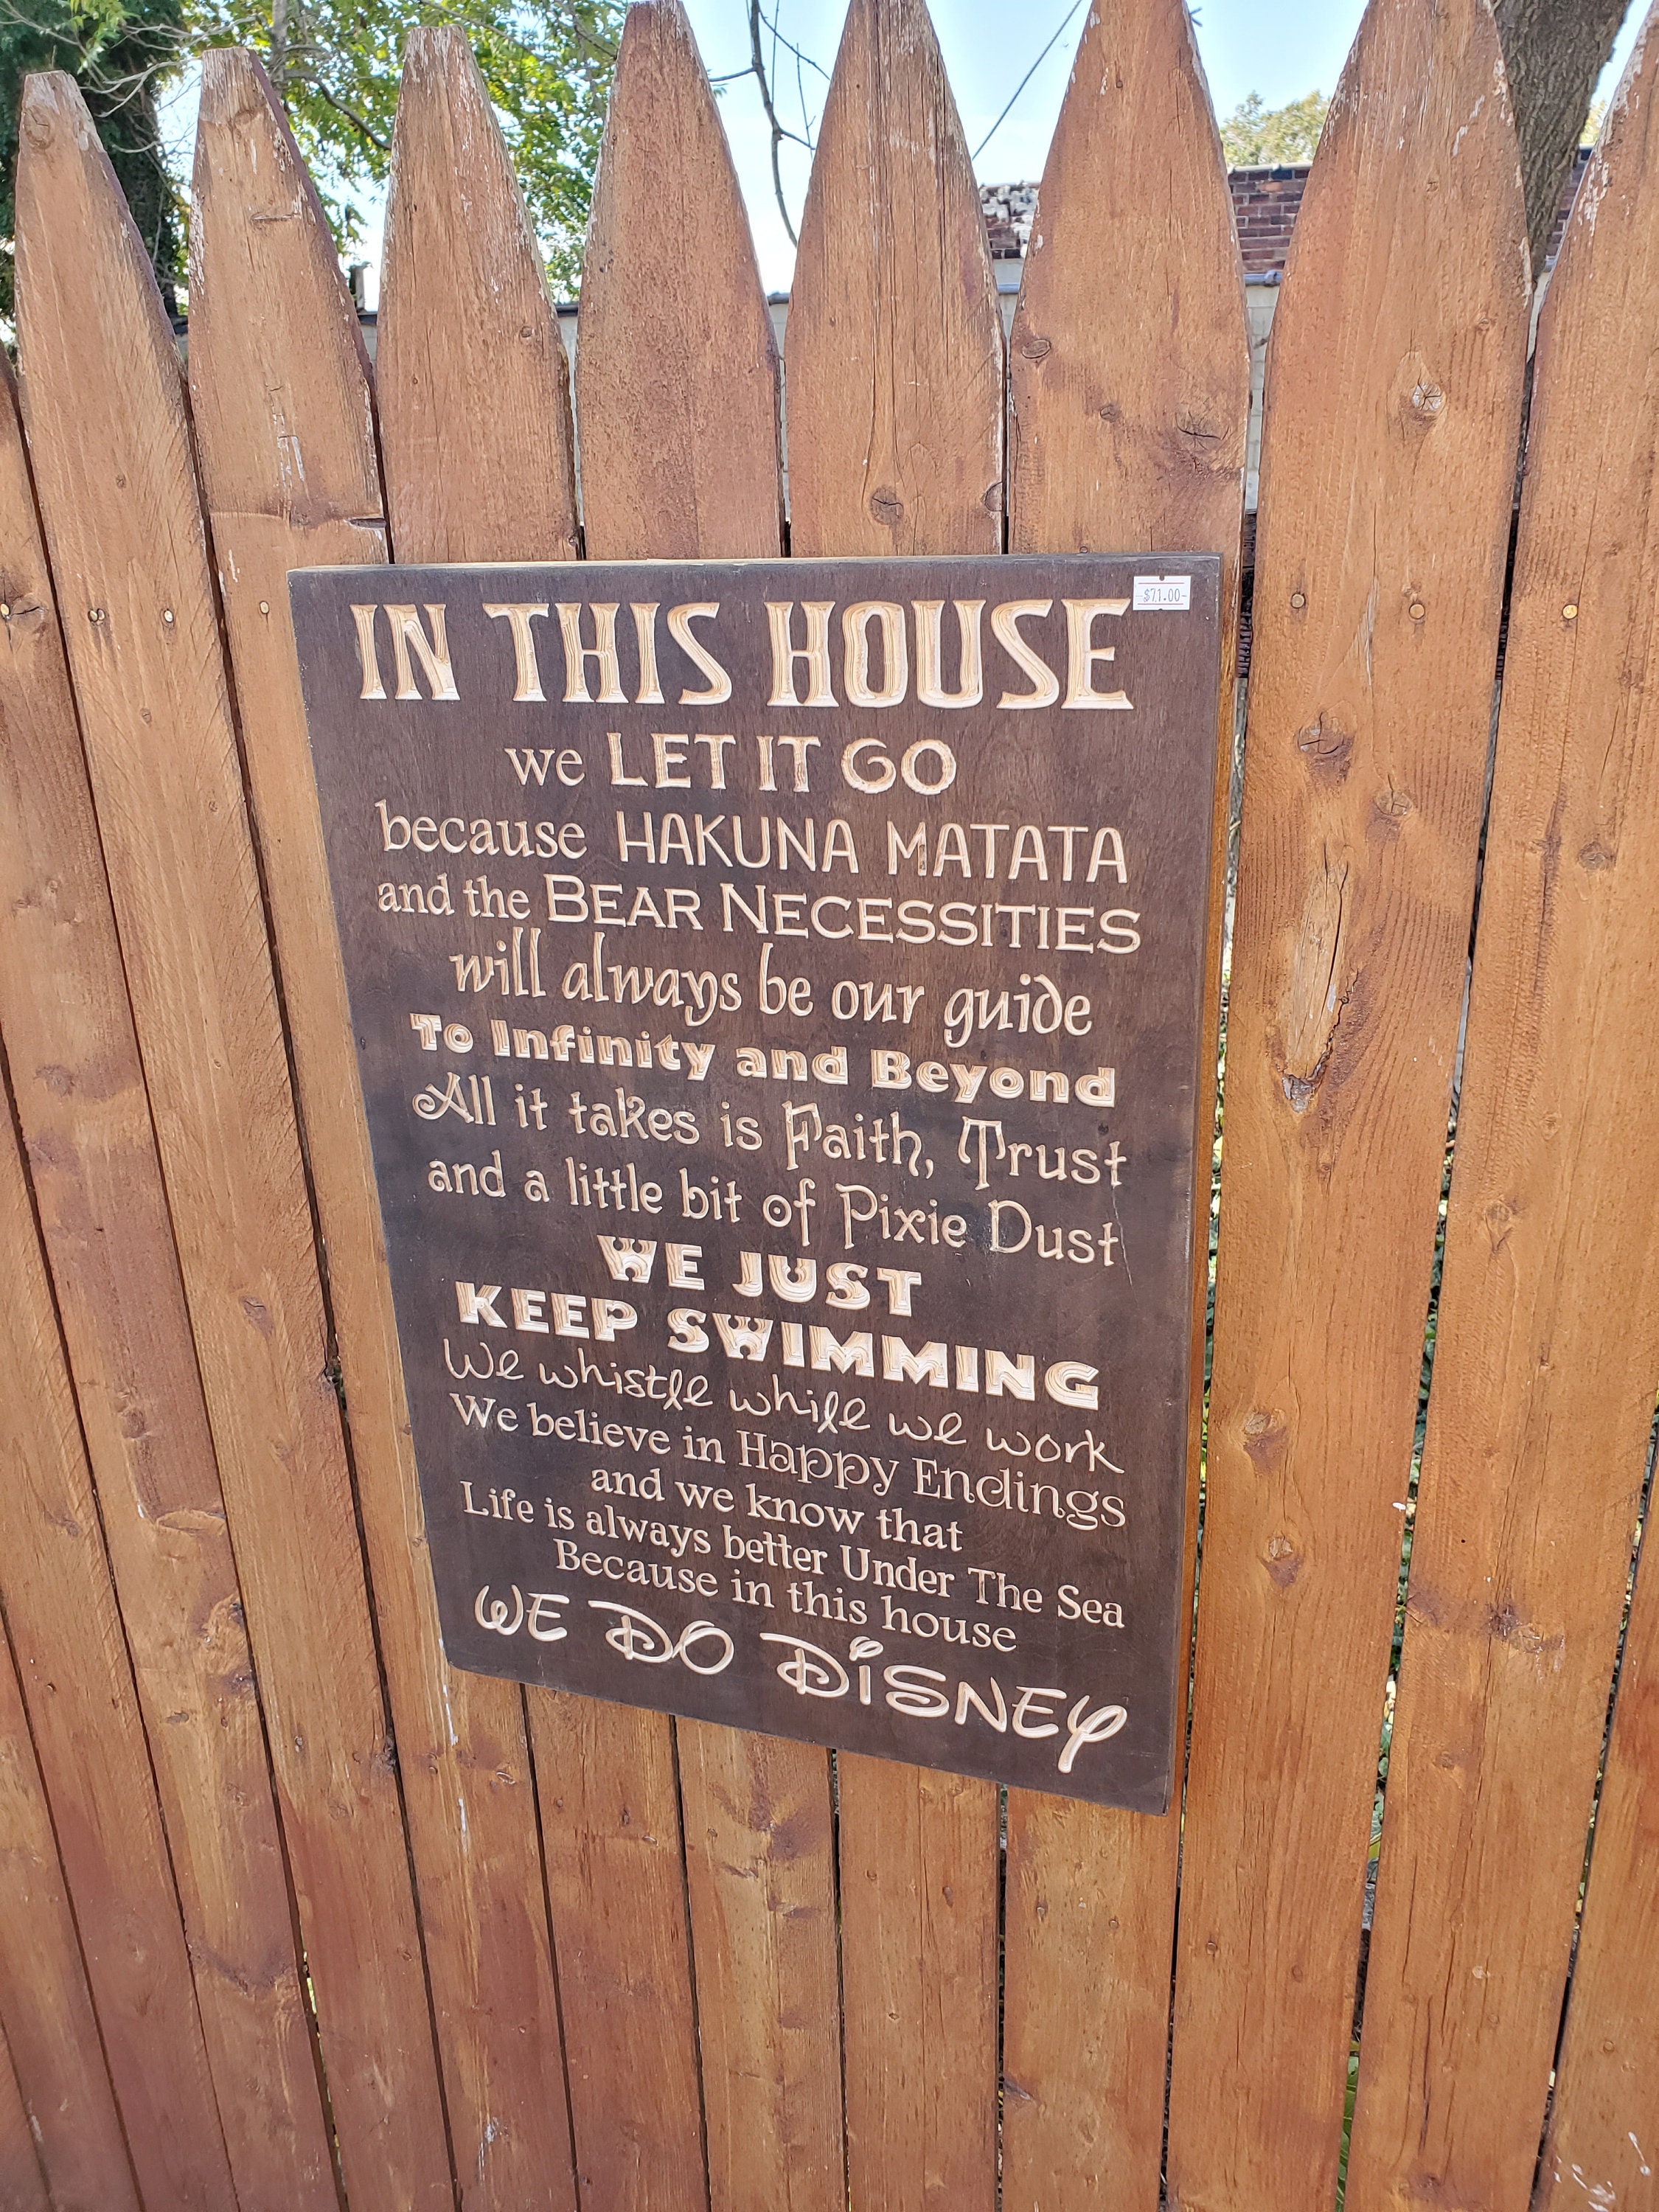 IN THIS HOUSE
-$71.00-
we LET IT GO
because HAKUNA MATATA
and the BEAR NECESSITIES
will always be our guide
To Infinity and Beyond
All it takes is Faith, Trust
and a little bit of Pixie Dust
WE JUST
KEEP SWIMMING
We whistle while we work
We believe in Happy Endings
and we know that
Life is always better Under The Sea
Because in this house
WE DO DISNEY